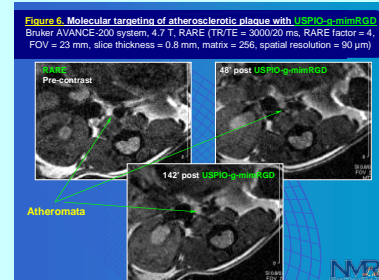 Figure 6. Molecular targeting of atherosclerotic plaque with USPIO-g-mimRGD
Bruker AVANCE-200 system, 4.7 T, RARE (TR/TE = 3000/20 ms, RARE factor = 4,
FOV = 23 mm, slice thickness = 0.8 mm, matrix = 256, spatial resolution = 90 µm)
RARE
Pre-contrast
48' post USPIO-g-mimRGD
142' post USPIO-g-mimRGD
Atheromata
NMR